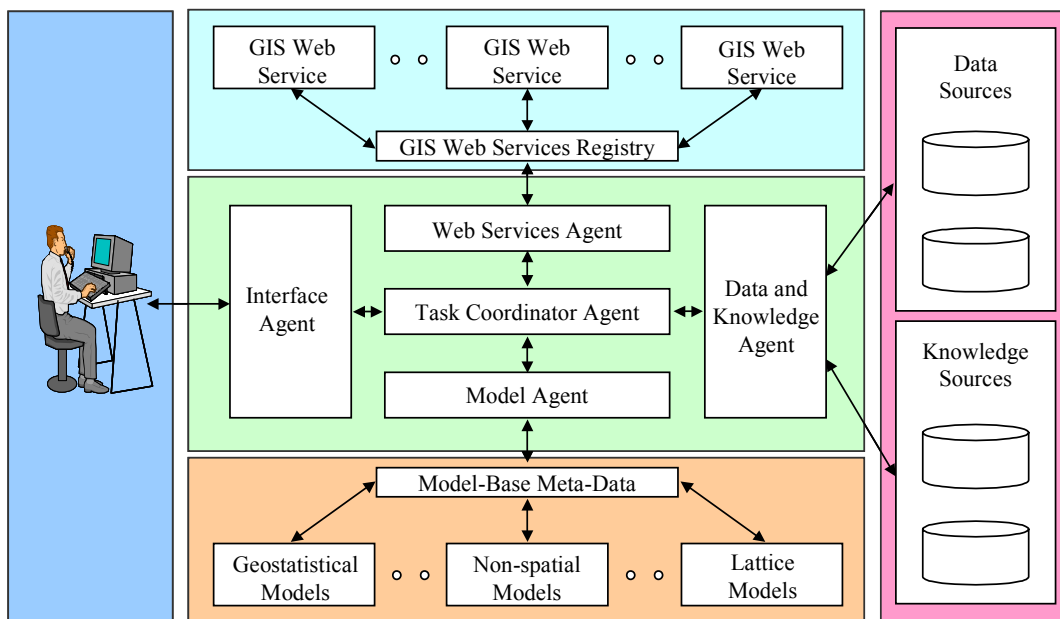 GIS Web
Service
GIS Web
Service
GIS Web
Service
GIS Web Services Registry
Data
Sources
Interface
Agent
Web Services Agent
Task Coordinator Agent
Model Agent
Data and
Knowledge
Agent
Knowledge
Sources
Model-Base Meta-Data
Geostatistical
Models
Non-spatial
Models
Lattice
Models